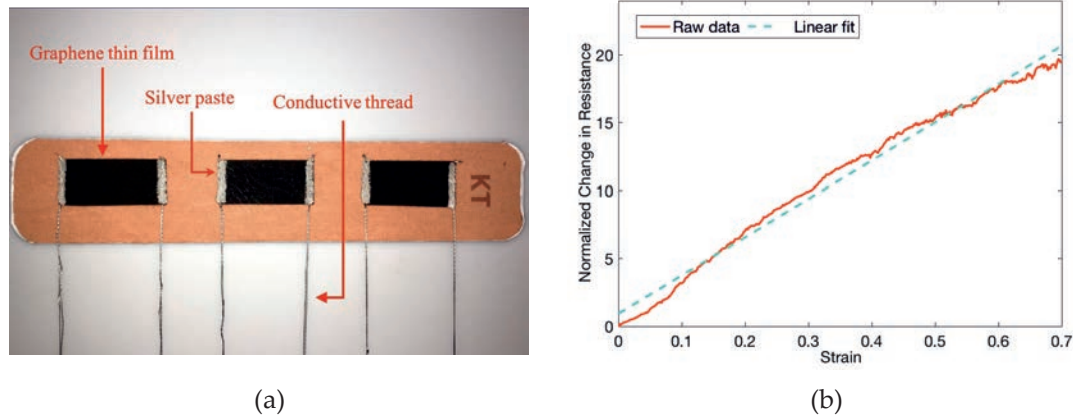 Graphene thin film
Silver paste
Conductive thread
KT
(a)
Raw data
Linear fit
Normalized Change in Resistance
20
15
10
5
0
0
0.1
0.2
0.3
0.4
0.5
0.6
0.7
Strain
(b)